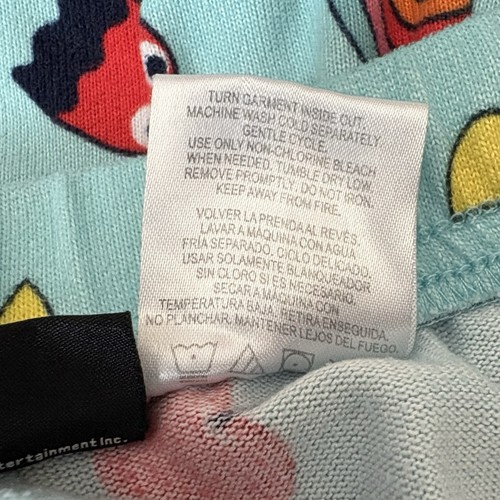 TURN GARMENT INSIDE OUT.
MACHINE WASH COLD SEPARATELY,
GENTLE CYCLE.
USE ONLY NON-CHLORINE BLEACH
WHEN NEEDED, TUMBLE DRY LOW.
REMOVE PROMPTLY. DO NOT IRON.
KEEP AWAY FROM FIRE.
VOLVER LA PRENDA AL REVÉS.
LAVAR A MÁQUINA CON AGUA
FRÍA SEPARADO, CICLO DELICADO.
USAR SOLAMENTE BLANQUEADOR
SIN CLORO SI ES NECESARIO.
SECAR A MÁQUINA CON
TEMPERATURA BAJA. RETIRA ENSEGUIDA.
NO PLANCHAR. MANTENER LEJOS DEL FUEGO.
tertainment Inc.